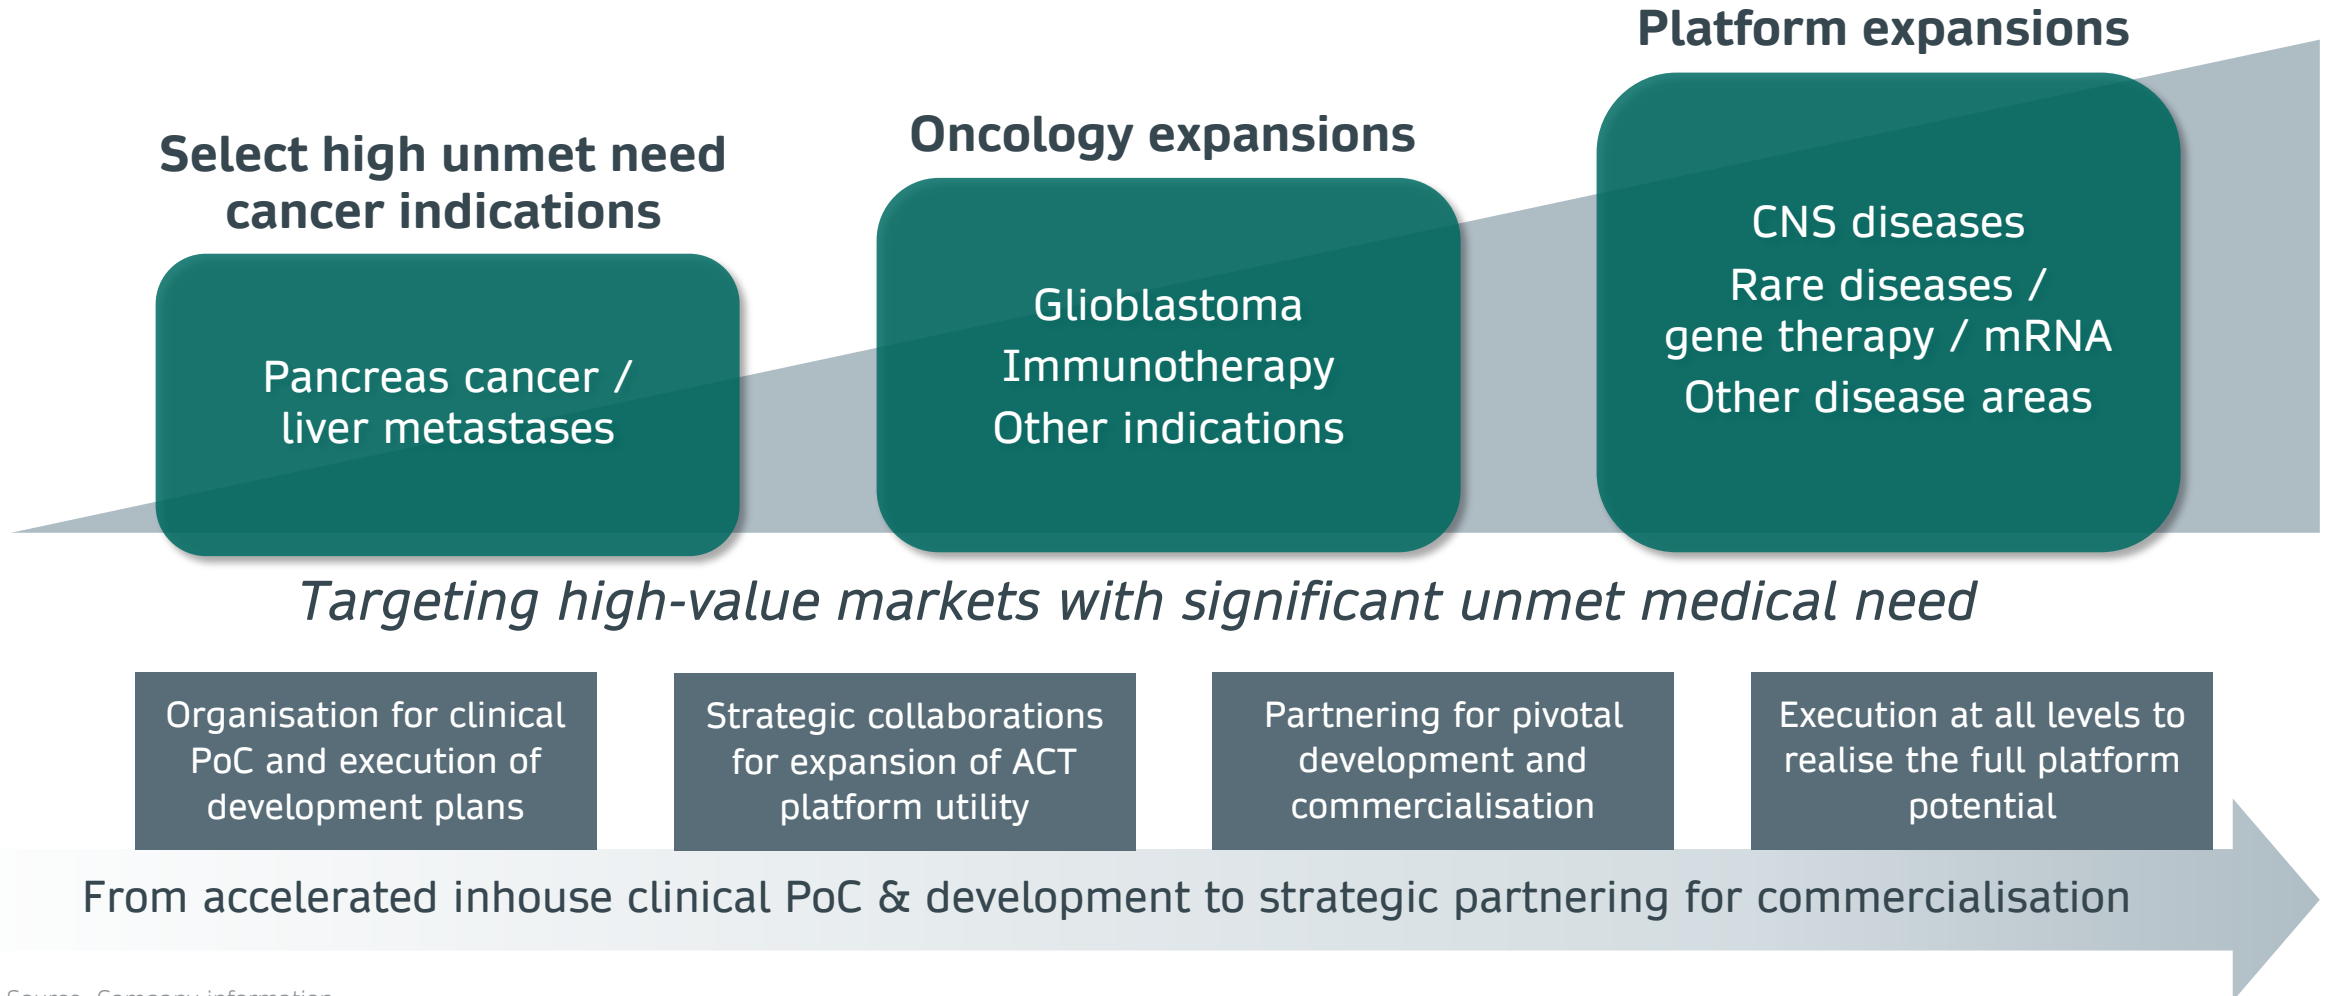 Platform expansions
Select high unmet need
cancer indications
Oncology expansions
Pancreas cancer /
liver metastases
Glioblastoma
Immunotherapy
Other indications
CNS diseases
Rare diseases /
gene therapy / mRNA
Other disease areas
Targeting high-value markets with significant unmet medical need
Organisation for clinical
PoC and execution of
development plans
Strategic collaborations
for expansion of ACT
platform utility
Partnering for pivotal
development and
commercialisation
Execution at all levels to
realise the full platform
potential
From accelerated inhouse clinical PoC & development to strategic partnering for commercialisation
Source: Company information